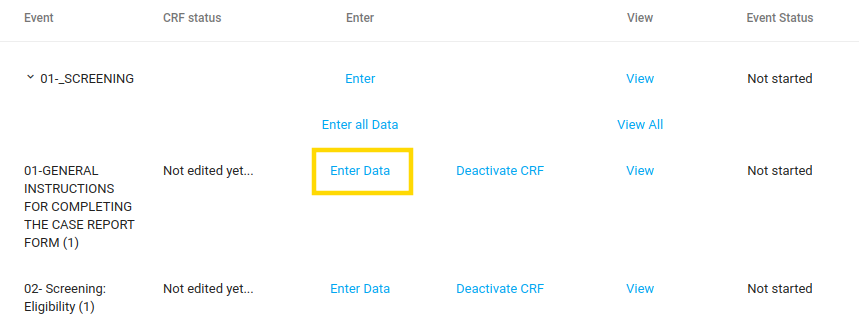 Event CRF status Enter View Event Status
01-_SCREENING Enter View Not started
Enter all Data View All
01-GENERAL Not edited yet... Enter Data Deactivate CRF View Not started
INSTRUCTIONS
FOR COMPLETING
THE CASE REPORT
FORM (1)
02- Screening: Not edited yet... Enter Data Deactivate CRF View Not started
Eligibility (1)